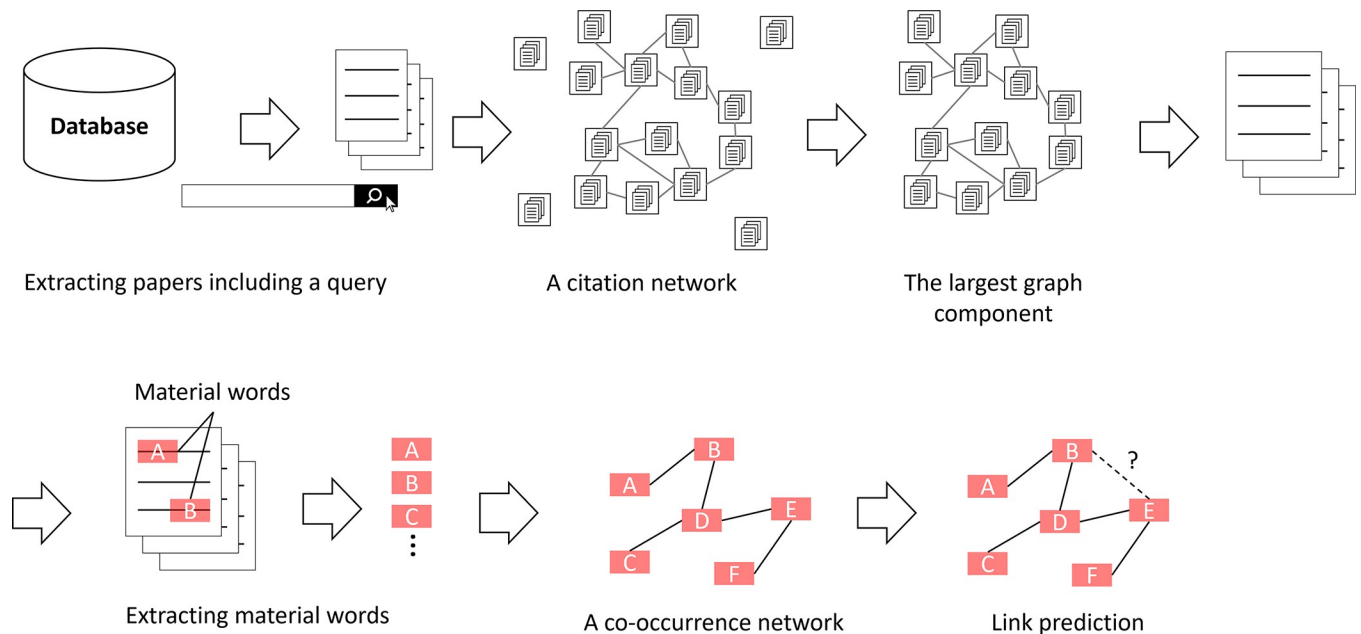 Database
Extracting papers including a query
A citation network
The largest graph
component
Material words
A
B
Extracting material words
A
B
C
A
B
C
D
E
F
A co-occurrence network
A
B
?
C
D
E
F
Link prediction